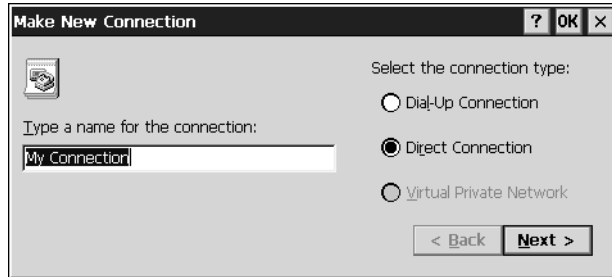 Make New Connection ? OK ×
Select the connection type:
Dial-Up Connection
Type a name for the connection:
My Connection
Direct Connection
Virtual Private Network
< Back Next >